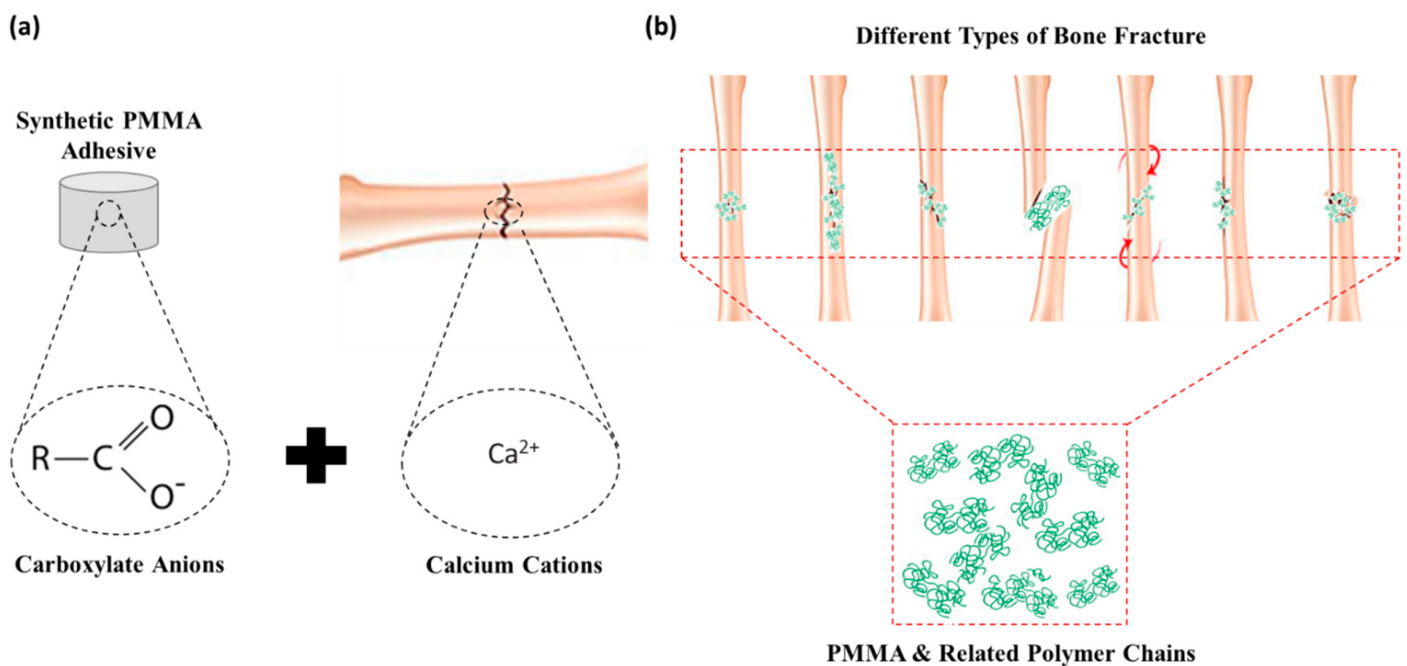 (a)
Synthetic PMMA
Adhesive
R—C
O
O⁻
Carboxylate Anions
Ca²⁺
Calcium Cations
(b)
Different Types of Bone Fracture
PMMA & Related Polymer Chains